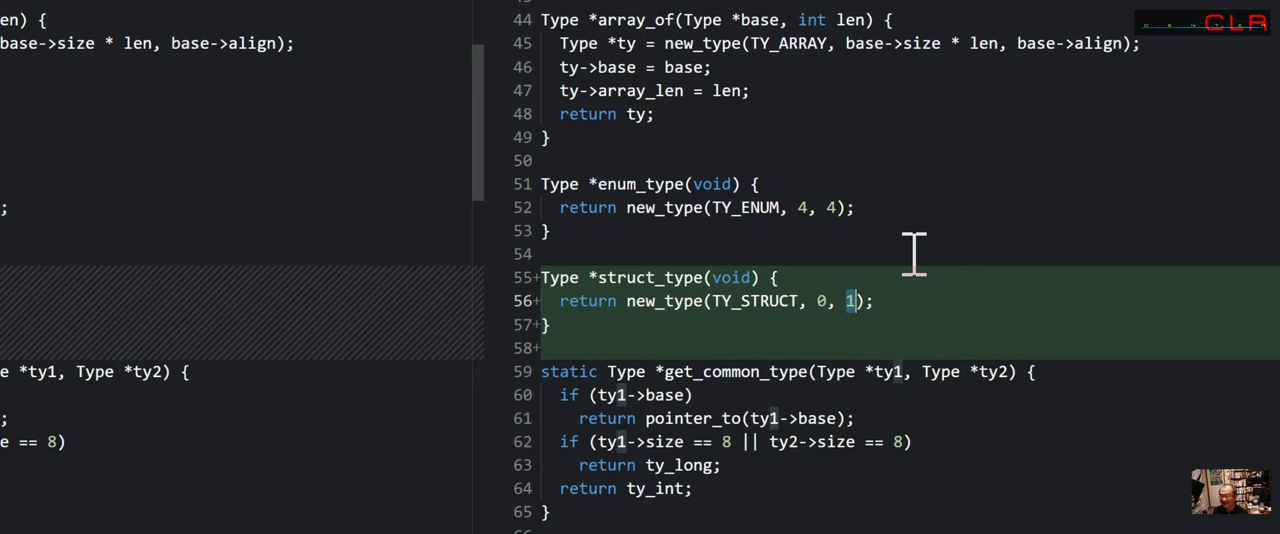 en) {
base->size * len, base->align);
;
e *ty1, Type *ty2) {
;
e == 8)
44 Type *array_of(Type *base, int len) {
45 Type *ty = new_type(TY_ARRAY, base->size * len, base->align);
46 ty->base = base;
47 ty->array_len = len;
48 return ty;
49 }
50
51 Type *enum_type(void) {
52 return new_type(TY_ENUM, 4, 4);
53 }
54
55+ Type *struct_type(void) {
56+ return new_type(TY_STRUCT, 0, 1);
57+ }
58+
59 static Type *get_common_type(Type *ty1, Type *ty2) {
60 if (ty1->base)
61 return pointer_to(ty1->base);
62 if (ty1->size == 8 || ty2->size == 8)
63 return ty_long;
64 return ty_int;
65 }
CLR